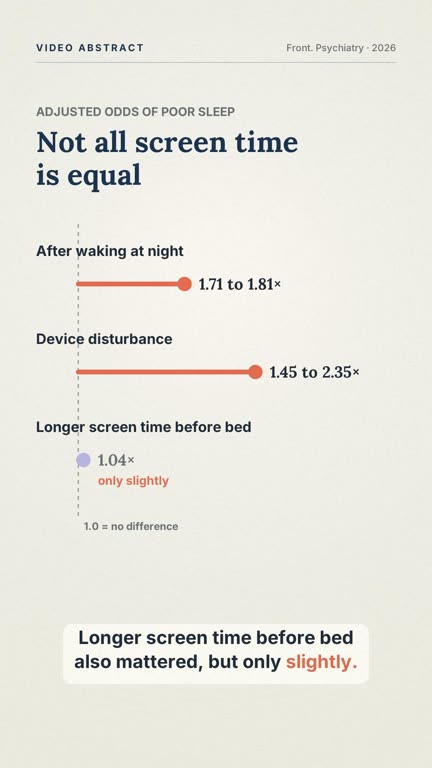 VIDEO ABSTRACT
Front. Psychiatry · 2026
ADJUSTED ODDS OF POOR SLEEP
Not all screen time
is equal
After waking at night
1.71 to 1.81×
Device disturbance
1.45 to 2.35×
Longer screen time before bed
1.04×
only slightly
1.0 = no difference
Longer screen time before bed
also mattered, but only slightly.